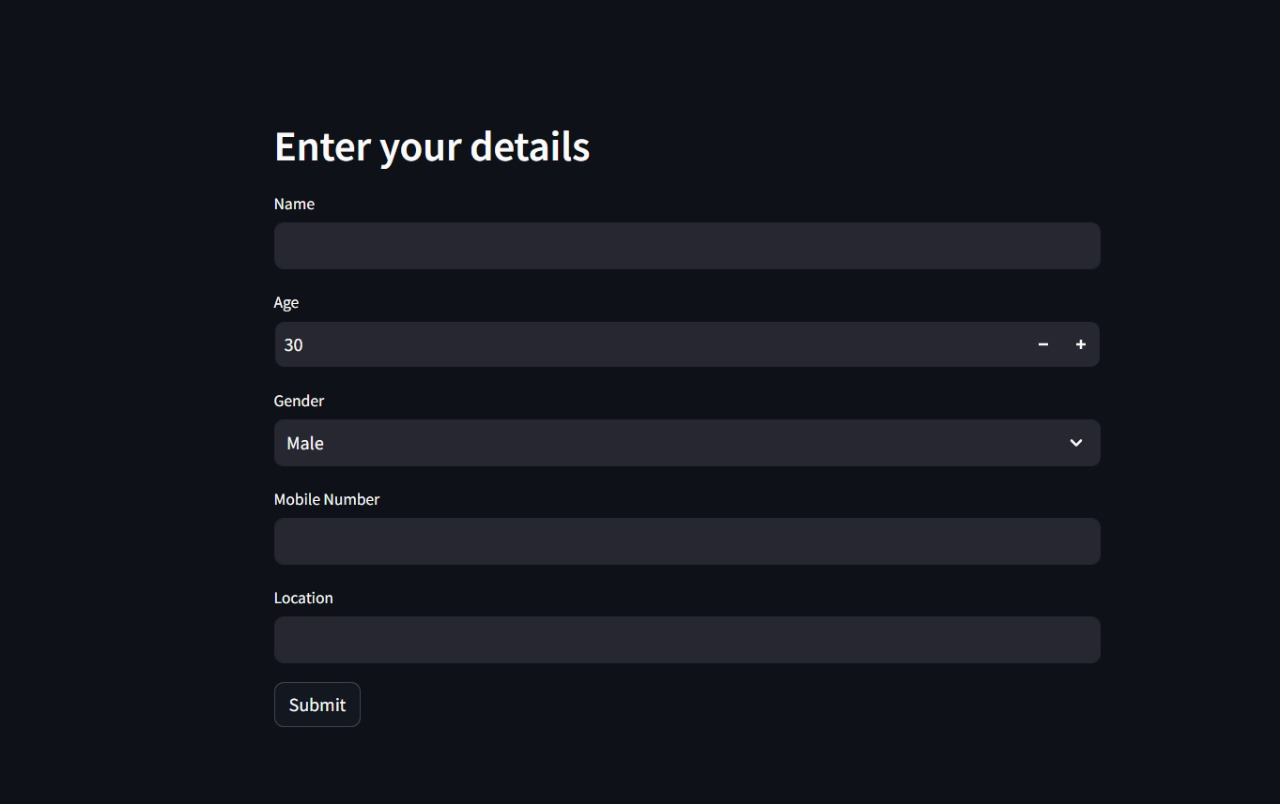 Enter your details
Name
Age
30
Gender
Male
Mobile Number
Location
Submit